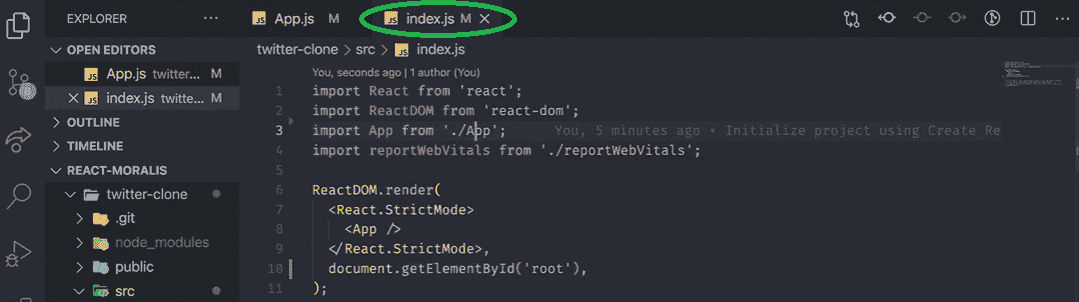 EXPLORER ···
JS App.js M
JS index.js M ×
OPEN EDITORS
JS App.js twitter... M
× JS index.js twitte... M
OUTLINE
TIMELINE
REACT-MORALIS
twitter-clone
.git
node_modules
public
src
twitter-clone > src > JS index.js
You, seconds ago | 1 author (You)
1 import React from 'react';
2 import ReactDOM from 'react-dom';
3 import App from './App'; You, 5 minutes ago • Initialize project using Create Re
4 import reportWebVitals from './reportWebVitals';
5
6 ReactDOM.render(
7 <React.StrictMode>
8 <App />
9 </React.StrictMode>,
10 document.getElementById('root'),
11 );